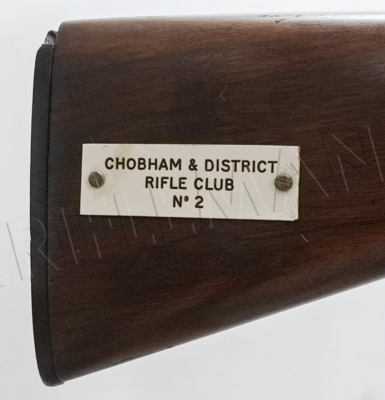 CHOBHAM & DISTRICT
RIFLE CLUB
Nº 2